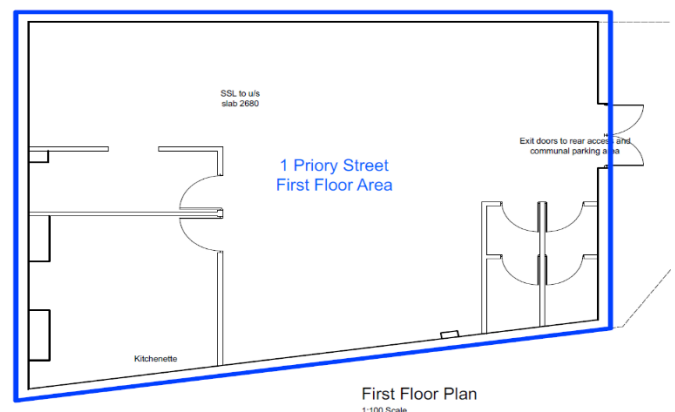 SSL to u/s
slab 2680
Exit doors to rear access and
communal parking area
1 Priory Street
First Floor Area
Kitchenette
First Floor Plan
1:100 Scale